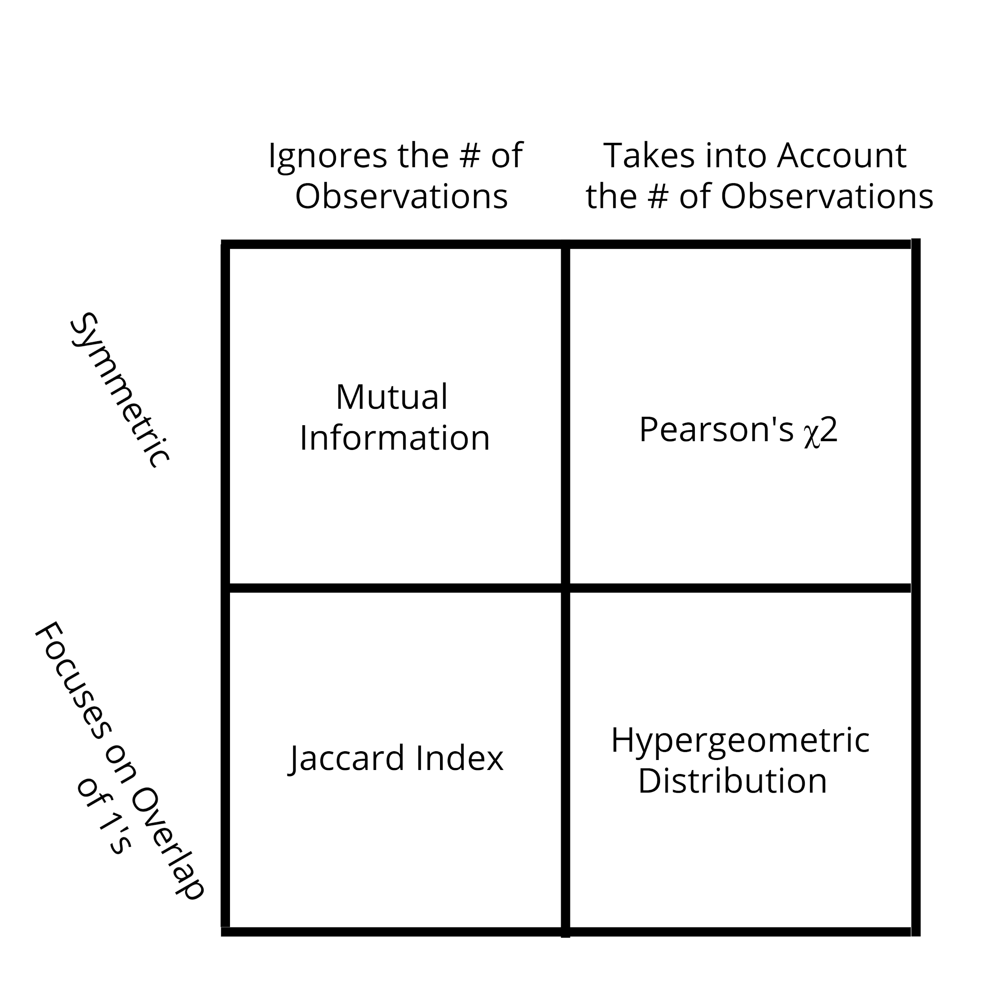 Ignores the # of
Observations
Takes into Account
the # of Observations
Symmetric
Mutual
Information
Pearson's χ2
Focuses on Overlap
of 1's
Jaccard Index
Hypergeometric
Distribution